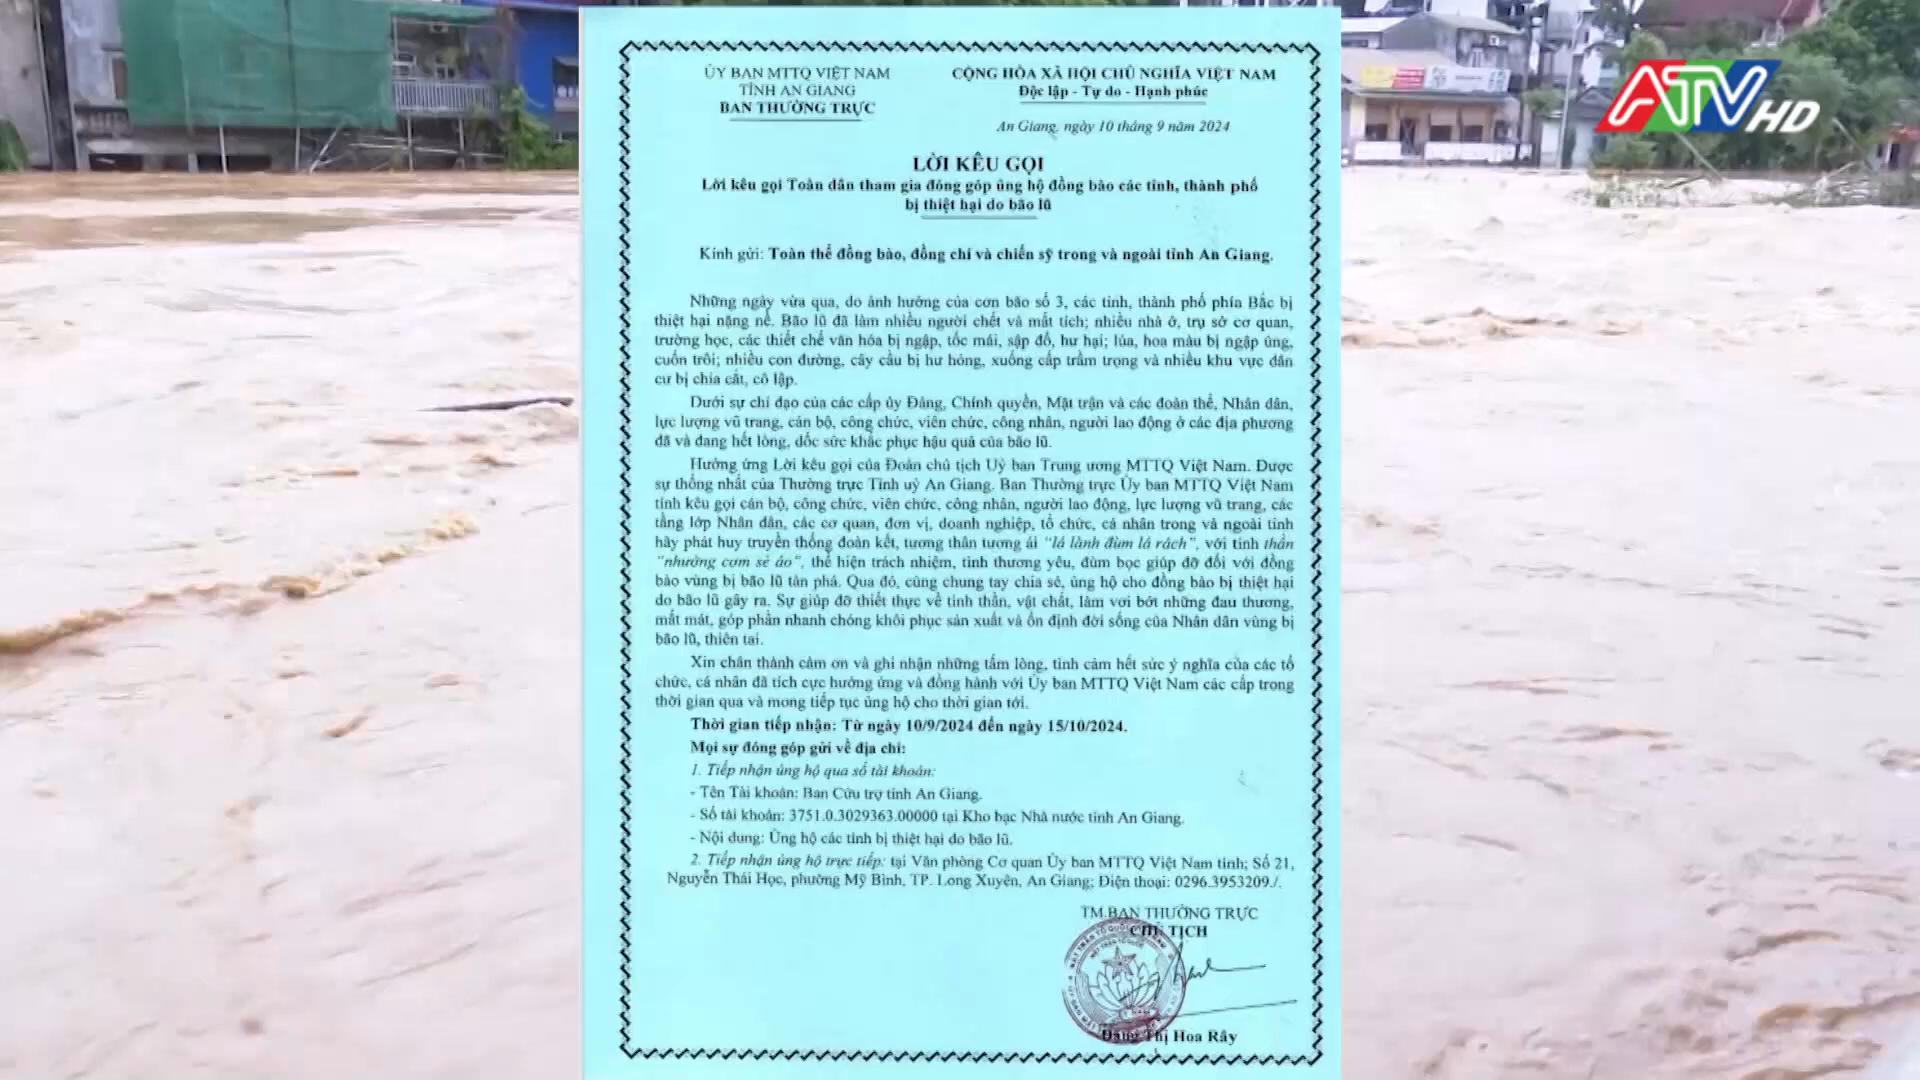 ỦY BAN MTTQ VIỆT NAM
TỈNH AN GIANG
BAN THƯỜNG TRỰC
CỘNG HÒA XÃ HỘI CHỦ NGHĨA VIỆT NAM
Độc lập - Tự do - Hạnh phúc
An Giang, ngày 10 tháng 9 năm 2024
ATV HD
LỜI KÊU GỌI
Lời kêu gọi Toàn dân tham gia đóng góp ủng hộ đồng bào các tỉnh, thành phố
bị thiệt hại do bão lũ
Kính gửi: Toàn thể đồng bào, đồng chí và chiến sỹ trong và ngoài tỉnh An Giang.
Những ngày vừa qua, do ảnh hưởng của cơn bão số 3, các tỉnh, thành phố phía Bắc bị
thiệt hại nặng nề. Bão lũ đã làm nhiều người chết và mất tích; nhiều nhà ở, trụ sở cơ quan,
trường học, các thiết chế văn hóa bị ngập, tốc mái, sập đổ, hư hại; lúa, hoa màu bị ngập úng,
cuốn trôi; nhiều con đường, cây cầu bị hư hỏng, xuống cấp trầm trọng và nhiều khu vực dân
cư bị chia cắt, cô lập.
Dưới sự chỉ đạo của các cấp ủy Đảng, Chính quyền, Mặt trận và các đoàn thể, Nhân dân,
lực lượng vũ trang, cán bộ, công chức, viên chức, công nhân, người lao động ở các địa phương
đã và đang hết lòng, dốc sức khắc phục hậu quả của bão lũ.
Hưởng ứng Lời kêu gọi của Đoàn chủ tịch Uỷ ban Trung ương MTTQ Việt Nam. Được
sự thống nhất của Thường trực Tỉnh uỷ An Giang. Ban Thường trực Ủy ban MTTQ Việt Nam
tỉnh kêu gọi cán bộ, công chức, viên chức, công nhân, người lao động, lực lượng vũ trang, các
tầng lớp Nhân dân, các cơ quan, đơn vị, doanh nghiệp, tổ chức, cá nhân trong và ngoài tỉnh
hãy phát huy truyền thống đoàn kết, tương thân tương ái "lá lành đùm lá rách", với tinh thần
"nhường cơm sẻ áo", thể hiện trách nhiệm, tình thương yêu, đùm bọc giúp đỡ đối với đồng
bào vùng bị bão lũ tàn phá. Qua đó, cùng chung tay chia sẻ, ủng hộ cho đồng bào bị thiệt hại
do bão lũ gây ra. Sự giúp đỡ thiết thực về tinh thần, vật chất, làm vơi bớt những đau thương,
mất mát, góp phần nhanh chóng khôi phục sản xuất và ổn định đời sống của Nhân dân vùng bị
bão lũ, thiên tai.
Xin chân thành cảm ơn và ghi nhận những tấm lòng, tình cảm hết sức ý nghĩa của các tổ
chức, cá nhân đã tích cực hưởng ứng và đồng hành với Ủy ban MTTQ Việt Nam các cấp trong
thời gian qua và mong tiếp tục ủng hộ cho thời gian tới.
Thời gian tiếp nhận: Từ ngày 10/9/2024 đến ngày 15/10/2024.
Mọi sự đóng góp gửi về địa chỉ:
1. Tiếp nhận ủng hộ qua số tài khoản:
- Tên Tài khoản: Ban Cứu trợ tỉnh An Giang.
- Số tài khoản: 3751.0.3029363.00000 tại Kho bạc Nhà nước tỉnh An Giang.
- Nội dung: Ủng hộ các tỉnh bị thiệt hại do bão lũ.
2. Tiếp nhận ủng hộ trực tiếp: tại Văn phòng Cơ quan Ủy ban MTTQ Việt Nam tỉnh; Số 21,
Nguyễn Thái Học, phường Mỹ Bình, TP. Long Xuyên, An Giang; Điện thoại: 0296.3953209./.
TM.BAN THƯỜNG TRỰC
CHỦ TỊCH
Đặng Thị Hoa Rây